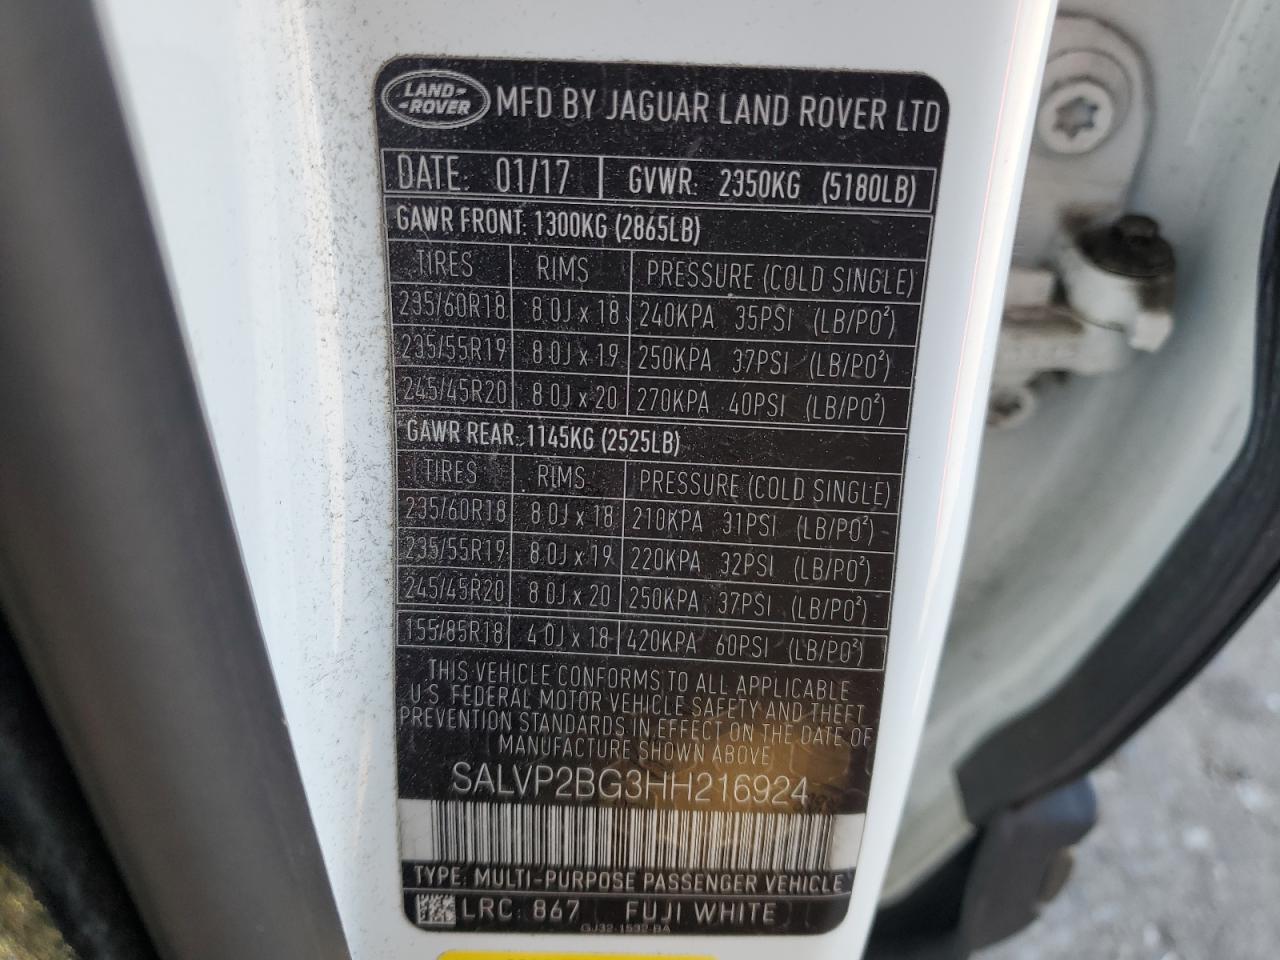 LAND-
-ROVER
MFD BY JAGUAR LAND ROVER LTD
DATE: 01/17 GVWR: 2350KG (5180LB)
GAWR FRONT: 1300KG (2865LB)
TIRES RIMS PRESSURE (COLD SINGLE)
235/60R18 8.0J x 18 240KPA 35PSI (LB/PO²)
235/55R19 8.0J x 19 250KPA 37PSI (LB/PO²)
245/45R20 8.0J x 20 270KPA 40PSI (LB/PO²)
GAWR REAR: 1145KG (2525LB)
TIRES RIMS PRESSURE (COLD SINGLE)
235/60R18 8.0J x 18 210KPA 31PSI (LB/PO²)
235/55R19 8.0J x 19 220KPA 32PSI (LB/PO²)
245/45R20 8.0J x 20 250KPA 37PSI (LB/PO²)
155/85R18 4.0J x 18 420KPA 60PSI (LB/PO²)
THIS VEHICLE CONFORMS TO ALL APPLICABLE
U.S. FEDERAL MOTOR VEHICLE SAFETY AND THEFT
PREVENTION STANDARDS IN EFFECT ON THE DATE OF
MANUFACTURE SHOWN ABOVE
SALVP2BG3HH216924
TYPE: MULTI-PURPOSE PASSENGER VEHICLE
LRC: 867 FUJI WHITE
GJ32-1532-BA